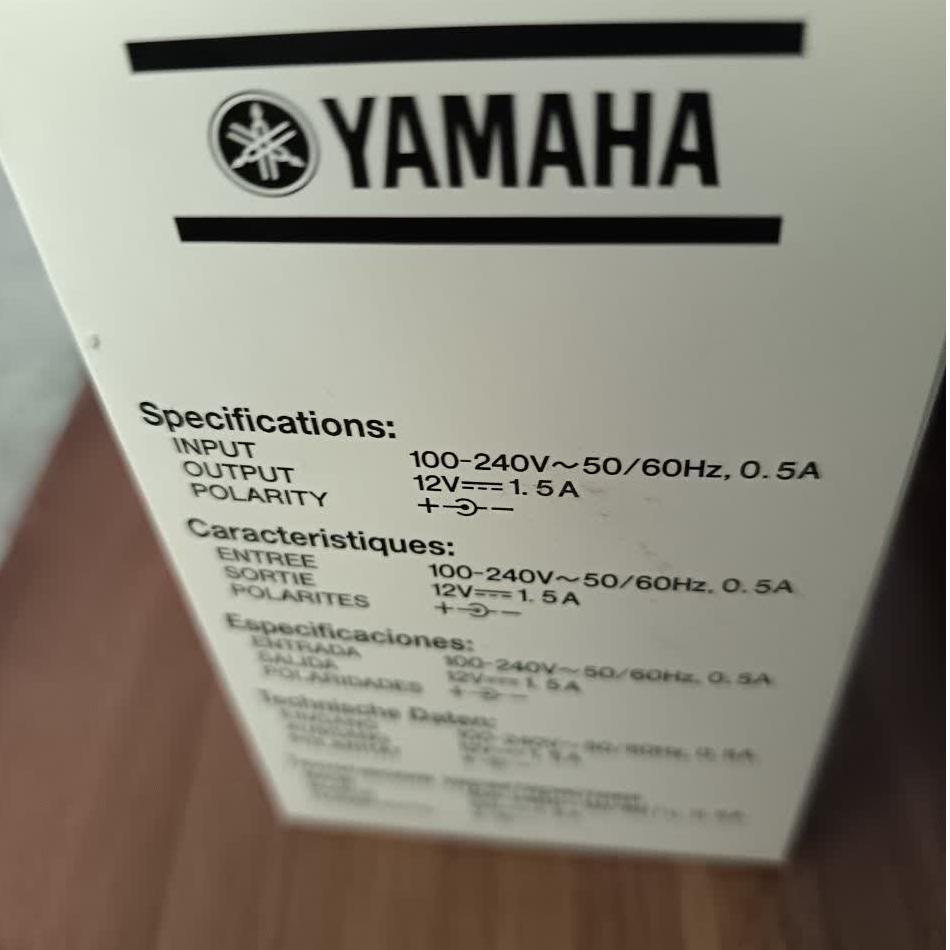 YAMAHA
Specifications:
INPUT 100-240V~50/60Hz, 0.5A
OUTPUT 12V⎓1.5A
POLARITY +-
Caracteristiques:
ENTREE 100-240V~50/60Hz, 0.5A
SORTIE 12V⎓1.5A
POLARITES +-
Especificaciones:
ENTRADA 100-240V~50/60Hz, 0.5A
SALIDA 12V⎓1.5A
POLARIDADES +-
Technische Daten:
EINGANG
AUSGANG